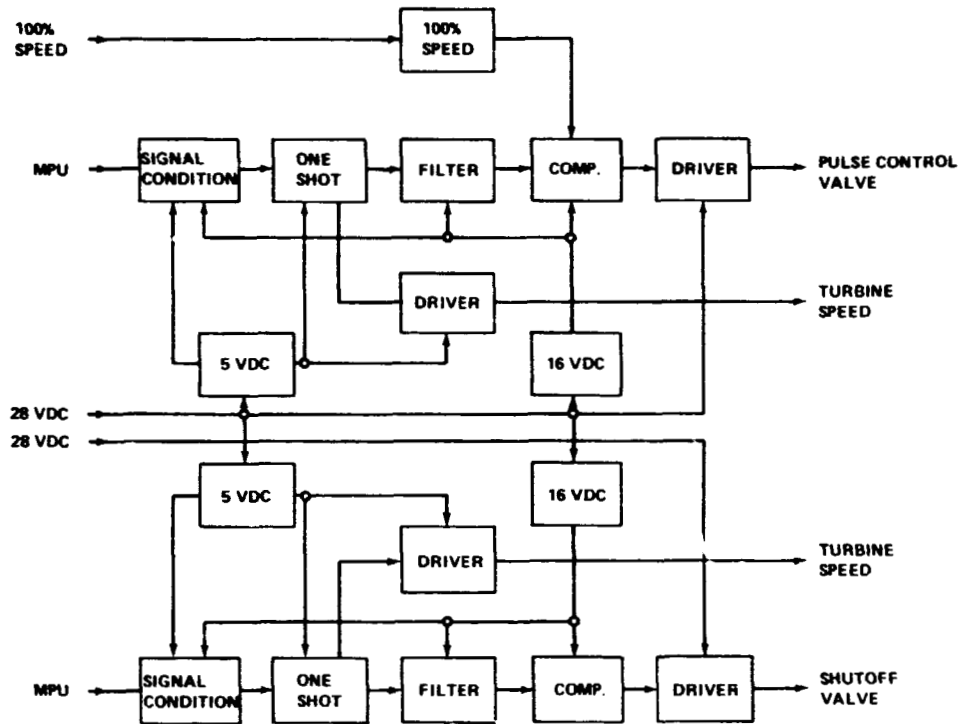 100%
SPEED
100%
SPEED
MPU
SIGNAL
CONDITION
ONE
SHOT
FILTER
COMP.
DRIVER
PULSE CONTROL
VALVE
DRIVER
TURBINE
SPEED
5 VDC
16 VDC
28 VDC
28 VDC
5 VDC
16 VDC
DRIVER
TURBINE
SPEED
MPU
SIGNAL
CONDITION
ONE
SHOT
FILTER
COMP.
DRIVER
SHUTOFF
VALVE